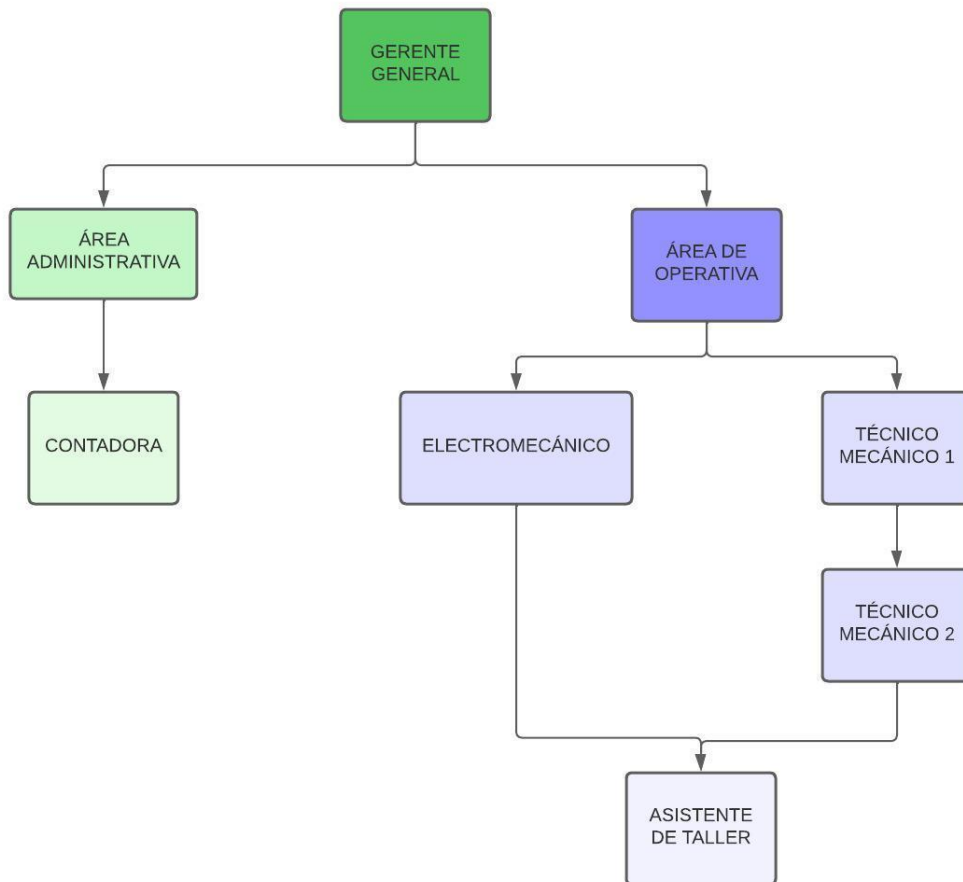 GERENTE
GENERAL
ÁREA
ADMINISTRATIVA
ÁREA DE
OPERATIVA
CONTADORA
ELECTROMECÁNICO
TÉCNICO
MECÁNICO 1
TÉCNICO
MECÁNICO 2
ASISTENTE
DE TALLER